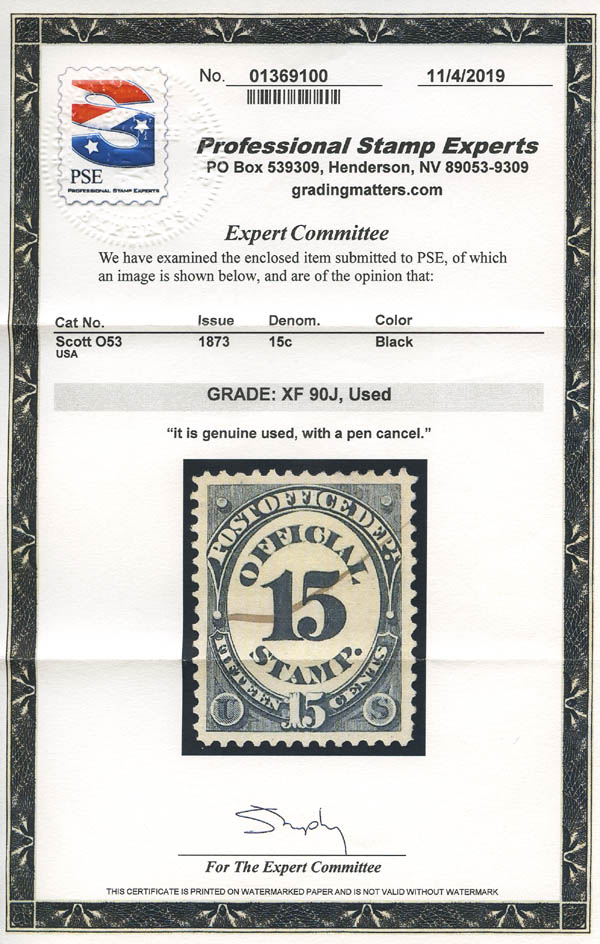 No. 01369100 11/4/2019
PSE
PROFESSIONAL STAMP EXPERTS
Professional Stamp Experts
PO Box 539309, Henderson, NV 89053-9309
gradingmatters.com
Expert Committee
We have examined the enclosed item submitted to PSE, of which
an image is shown below, and are of the opinion that:
Cat No. Issue Denom. Color
Scott O53 1873 15c Black
USA
GRADE: XF 90J, Used
“it is genuine used, with a pen cancel.”
POST OFFICE DEPT.
OFFICIAL
15
STAMP.
FIFTEEN CENTS
U 15 S
For The Expert Committee
THIS CERTIFICATE IS PRINTED ON WATERMARKED PAPER AND IS NOT VALID WITHOUT WATERMARK